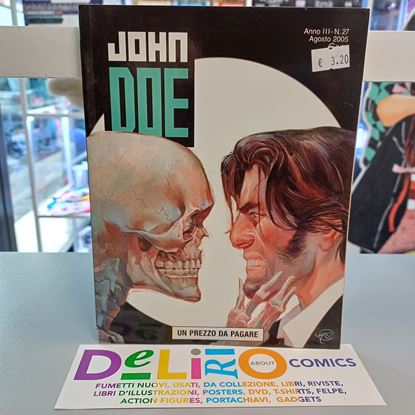 JOHN
DOE
Anno III - N. 27
Agosto 2005
€ 3.20
UN PREZZO DA PAGARE
DeLiRIO ABOUT COMICS
FUMETTI NUOVI, USATI, DA COLLEZIONE, LIBRI, RIVISTE,
LIBRI D'ILLUSTRAZIONI, POSTERS, DVD, T-SHIRTS, FELPE,
ACTION FIGURES, PORTACHIAVI, GADGETS